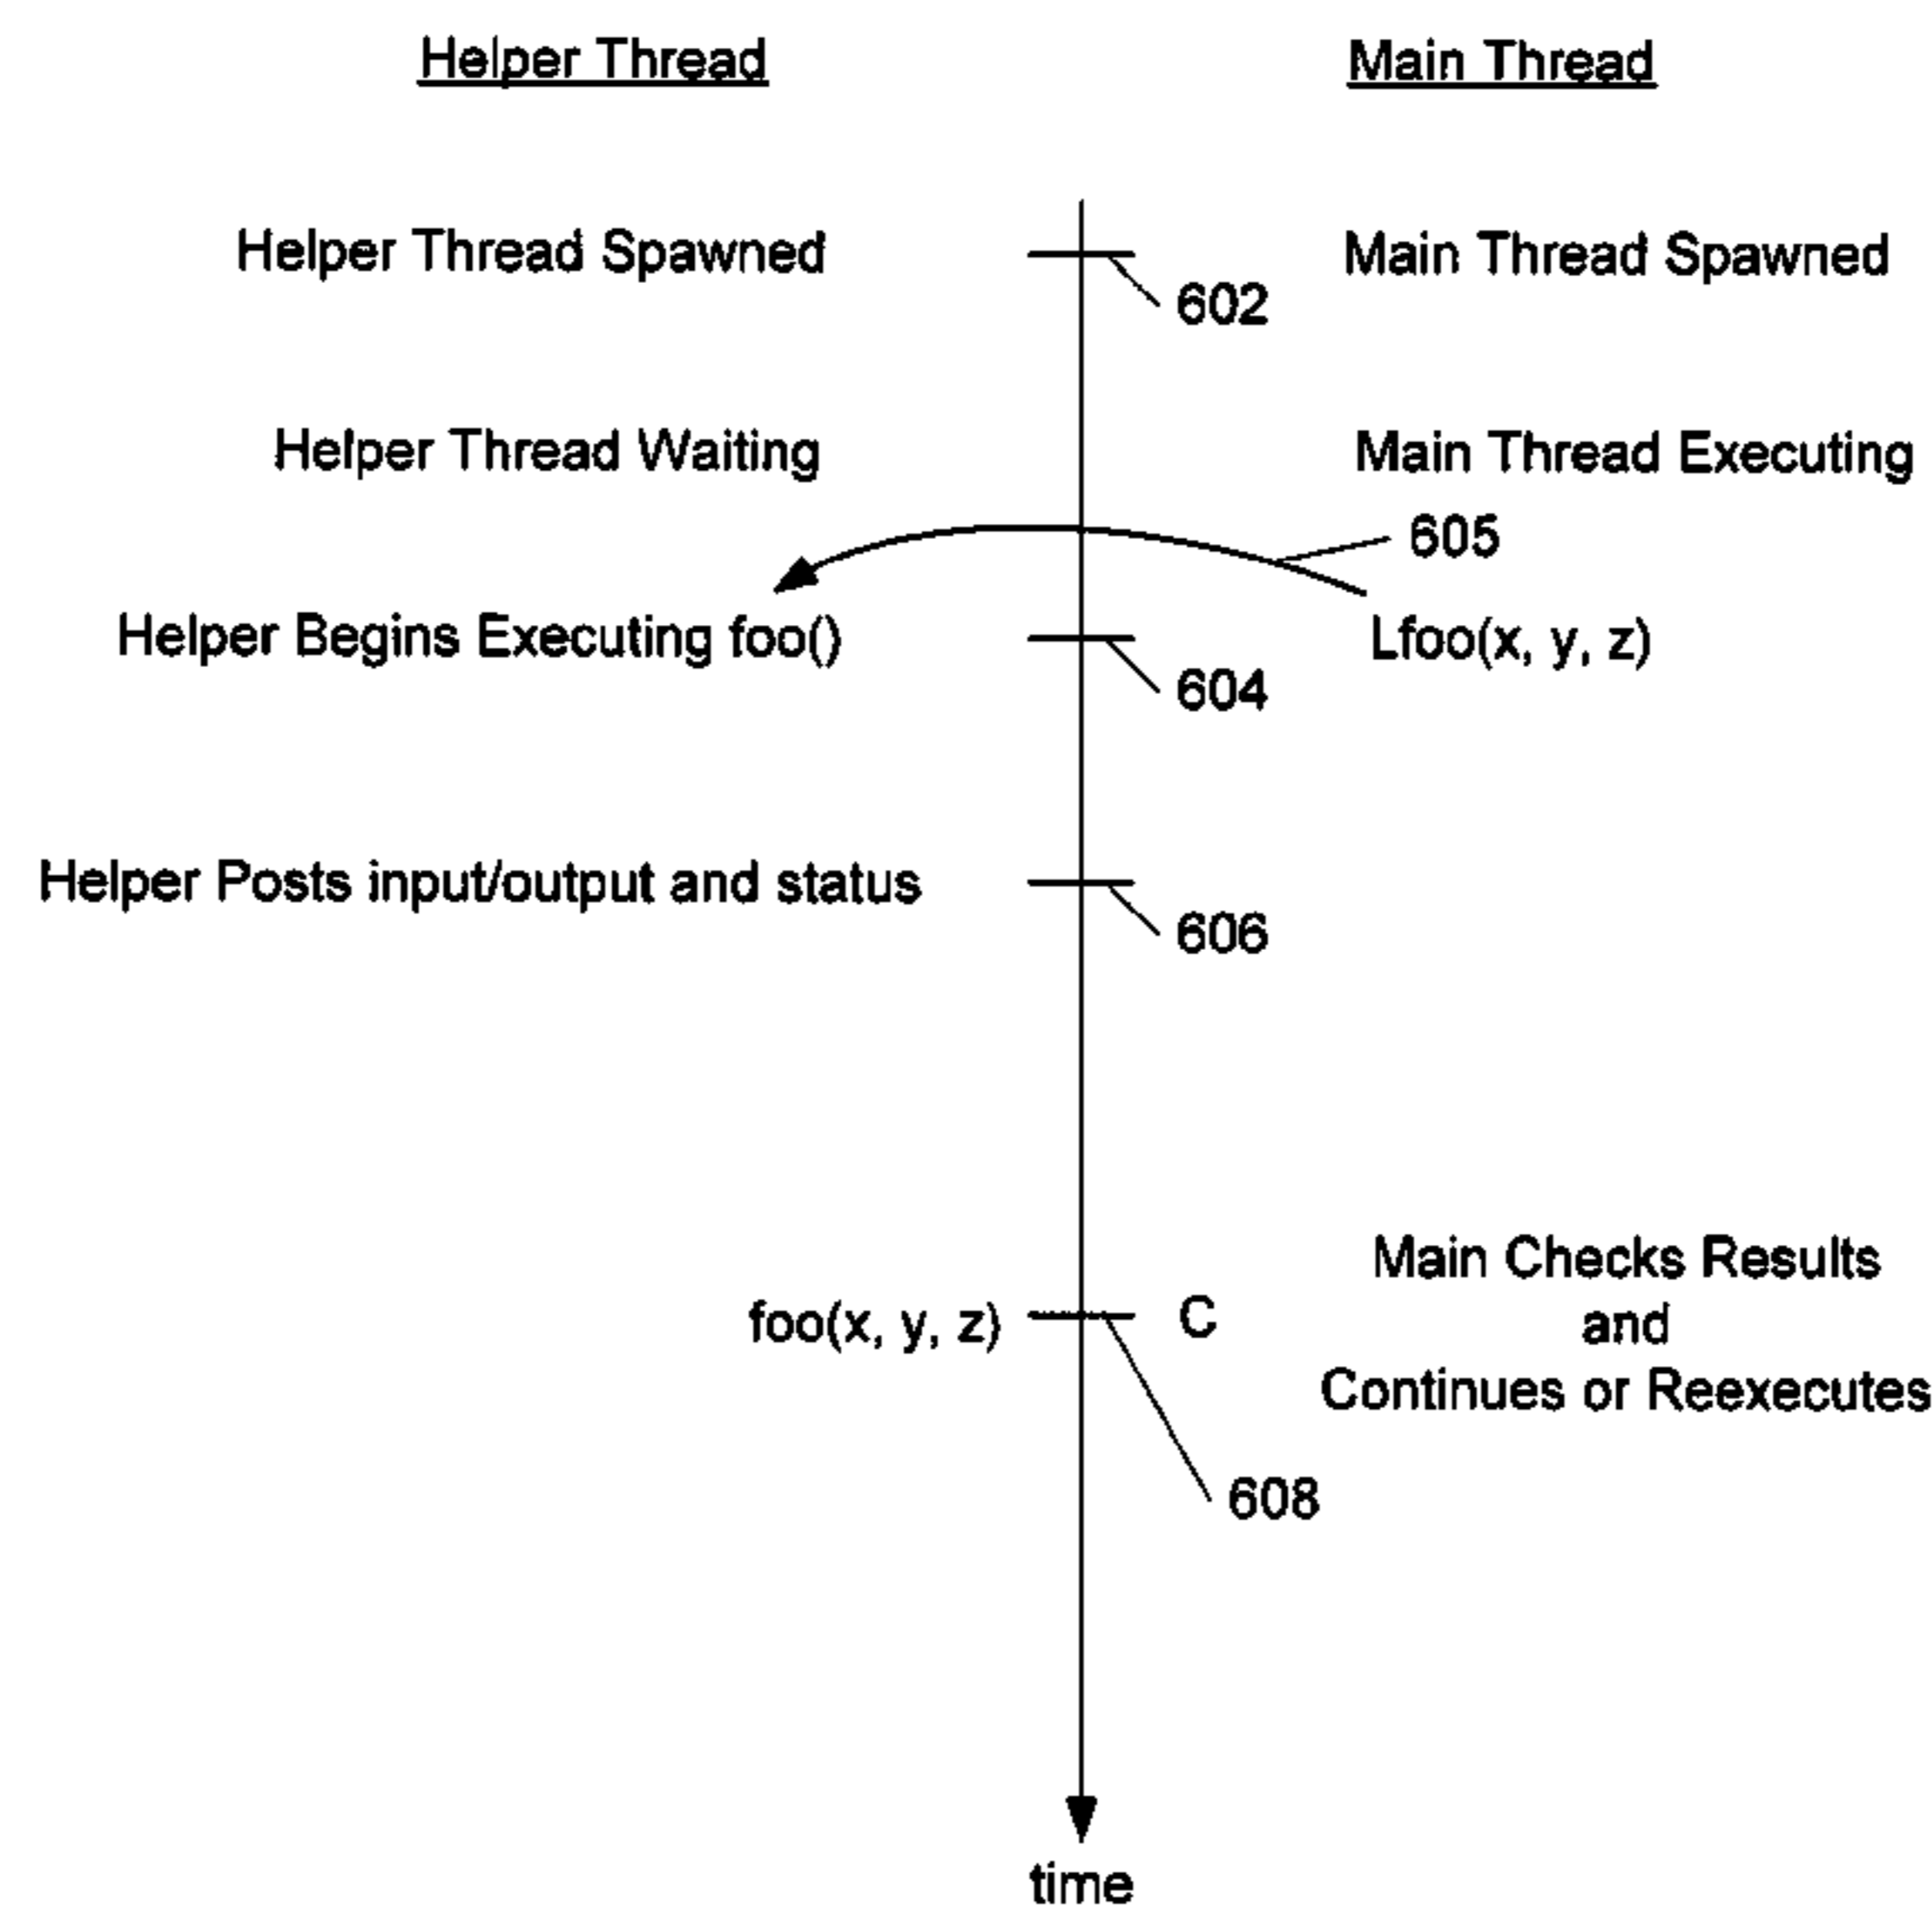 Helper Thread
Main Thread
Helper Thread Spawned
Main Thread Spawned
602
Helper Thread Waiting
Main Thread Executing
605
Helper Begins Executing foo()
Lfoo(x, y, z)
604
Helper Posts input/output and status
606
Main Checks Results
foo(x, y, z)
C
and
Continues or Reexecutes
608
time